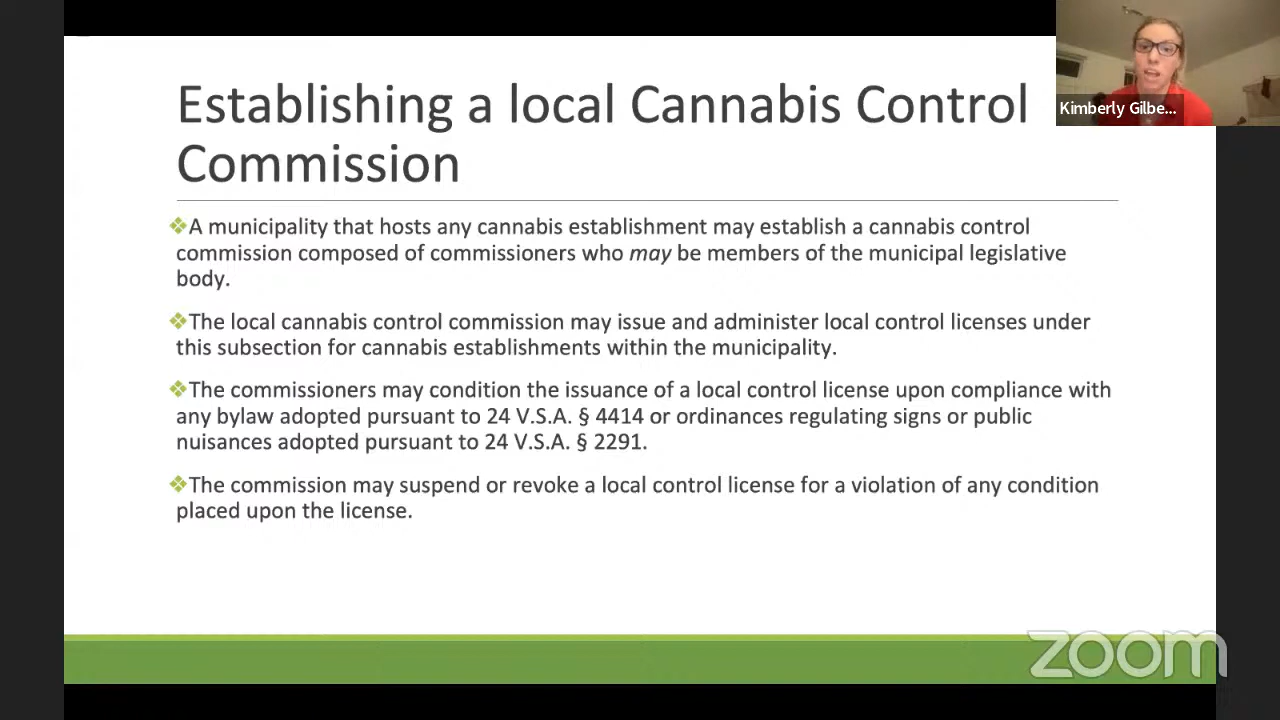 Establishing a local Cannabis Control
Commission
Kimberly Gilbe...
❖A municipality that hosts any cannabis establishment may establish a cannabis control
commission composed of commissioners who may be members of the municipal legislative
body.
❖The local cannabis control commission may issue and administer local control licenses under
this subsection for cannabis establishments within the municipality.
❖The commissioners may condition the issuance of a local control license upon compliance with
any bylaw adopted pursuant to 24 V.S.A. § 4414 or ordinances regulating signs or public
nuisances adopted pursuant to 24 V.S.A. § 2291.
❖The commission may suspend or revoke a local control license for a violation of any condition
placed upon the license.
zoom